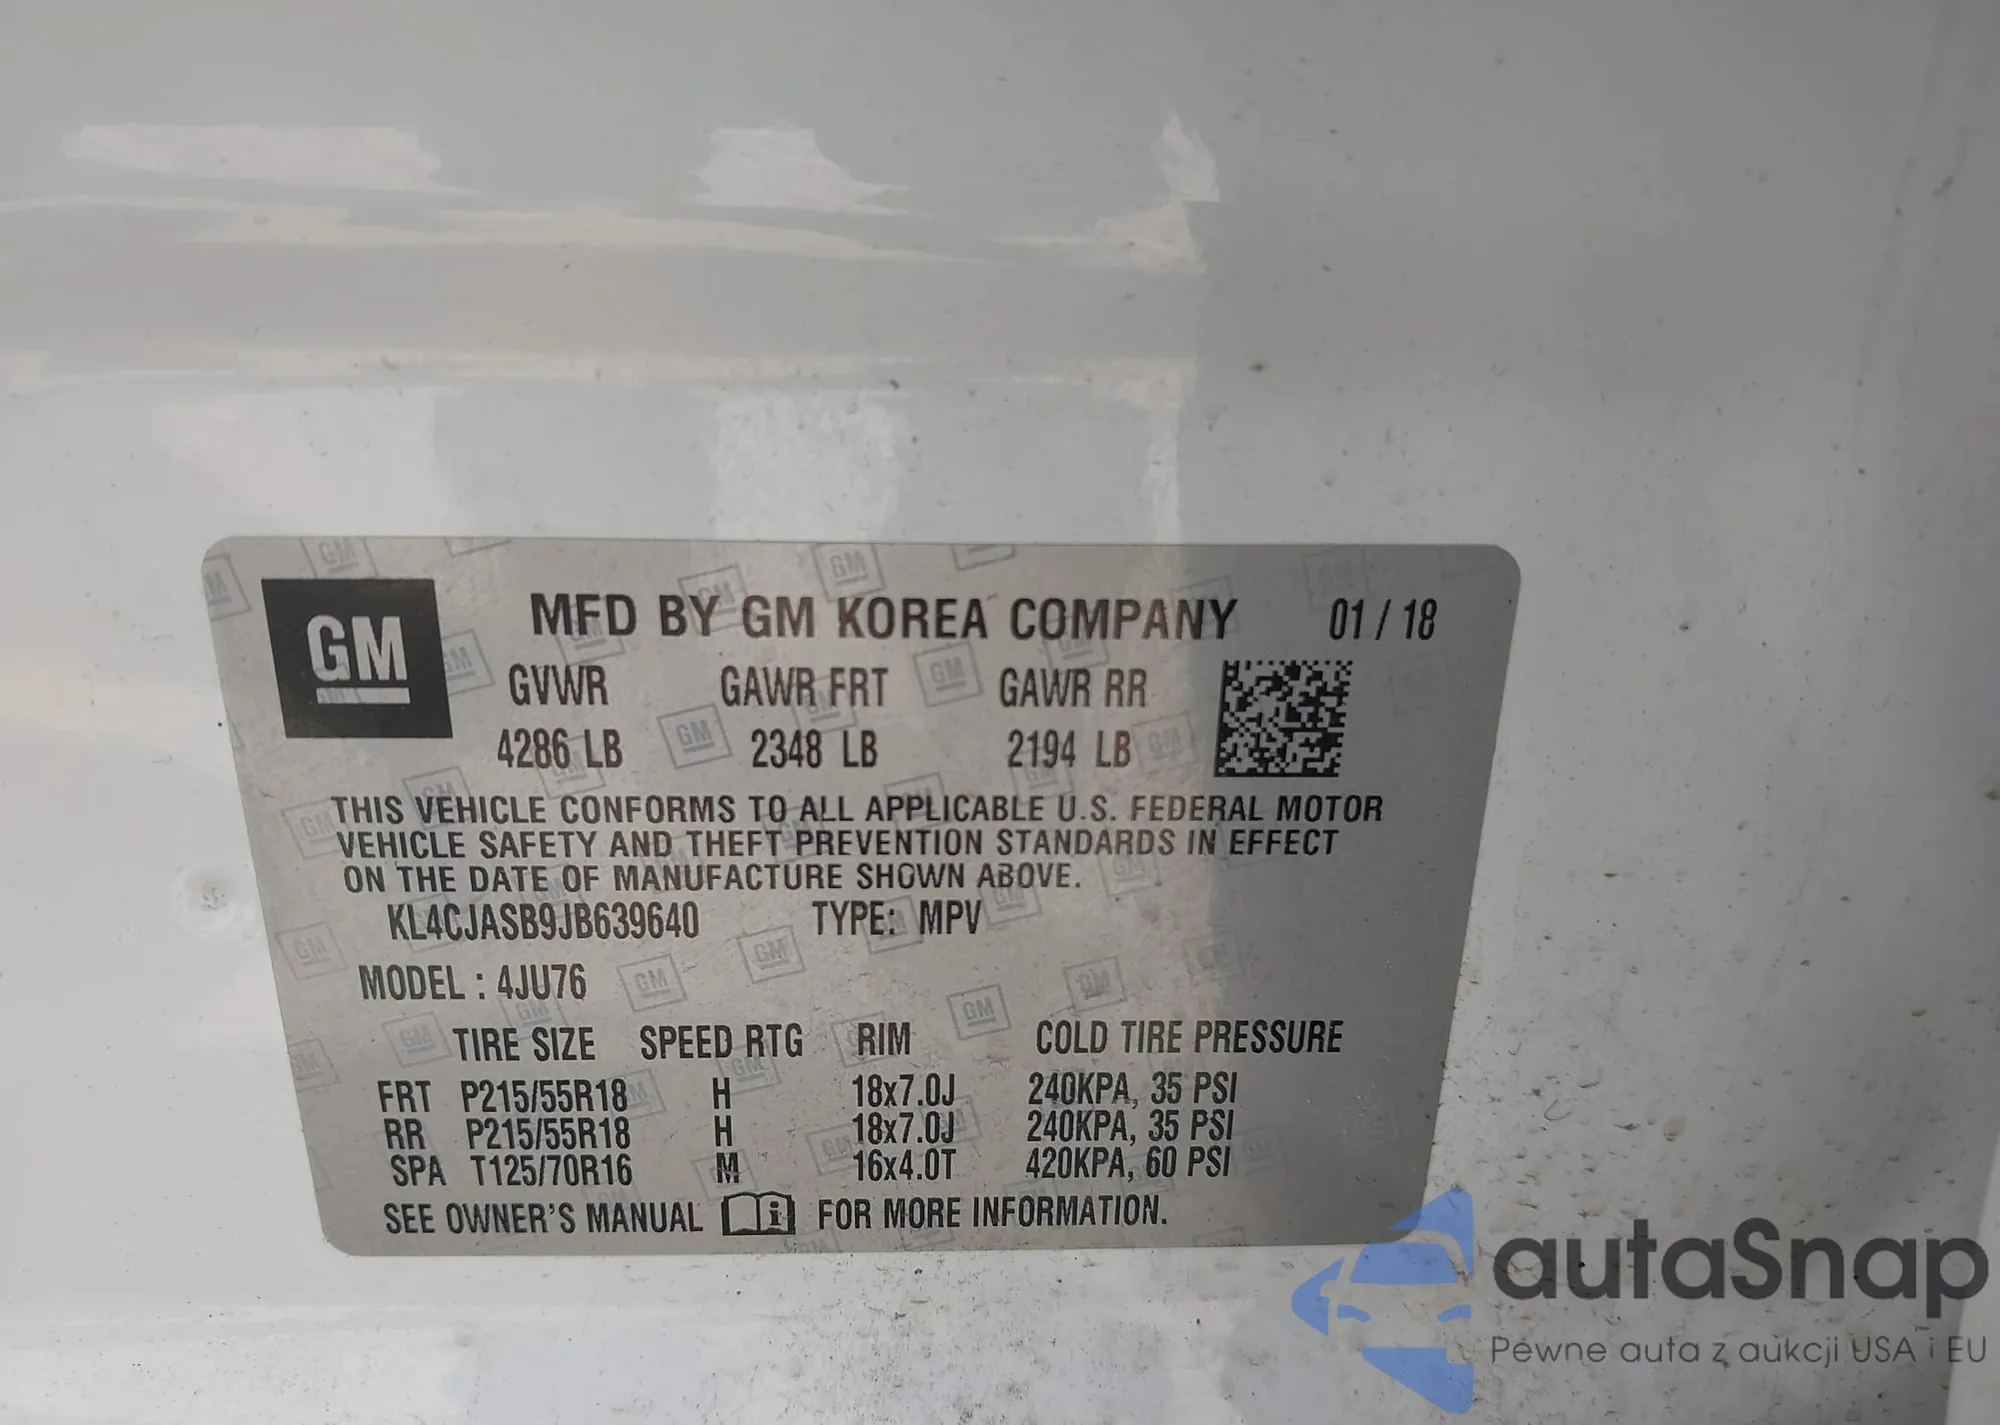 GM
MFD BY GM KOREA COMPANY 01 / 18
GVWR GAWR FRT GAWR RR
4286 LB 2348 LB 2194 LB
THIS VEHICLE CONFORMS TO ALL APPLICABLE U.S. FEDERAL MOTOR
VEHICLE SAFETY AND THEFT PREVENTION STANDARDS IN EFFECT
ON THE DATE OF MANUFACTURE SHOWN ABOVE.
KL4CJASB9JB639640 TYPE: MPV
MODEL : 4JU76
TIRE SIZE SPEED RTG RIM COLD TIRE PRESSURE
FRT P215/55R18 H 18x7.0J 240KPA, 35 PSI
RR P215/55R18 H 18x7.0J 240KPA, 35 PSI
SPA T125/70R16 M 16x4.0T 420KPA, 60 PSI
SEE OWNER'S MANUAL i FOR MORE INFORMATION.
autaSnap
Pewne auta z aukcji USA i EU